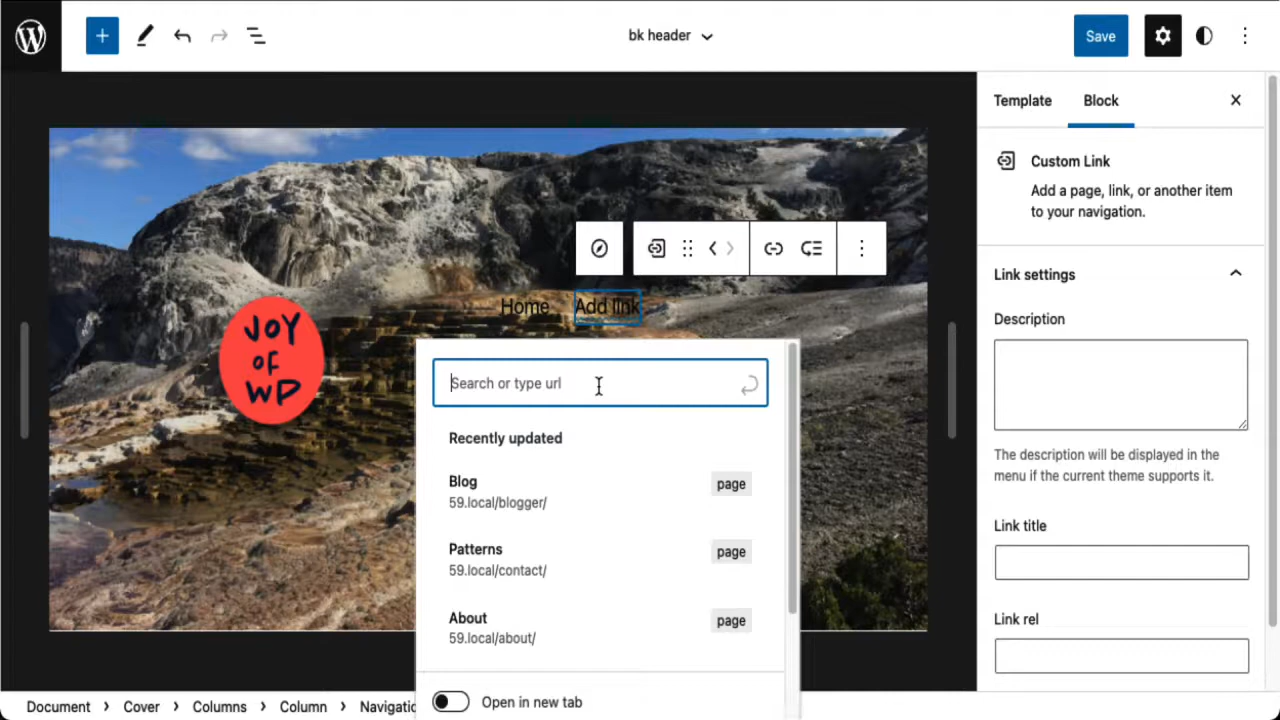 bk header
Save
Template
Block
Custom Link
Add a page, link, or another item
to your navigation.
Link settings
Description
The description will be displayed in the
menu if the current theme supports it.
Link title
Link rel
Home
Add link
JOY
OF
WP
Search or type url
Recently updated
Blog
page
59.local/blogger/
Patterns
page
59.local/contact/
About
page
59.local/about/
Open in new tab
Document
Cover
Columns
Column
Navigatio